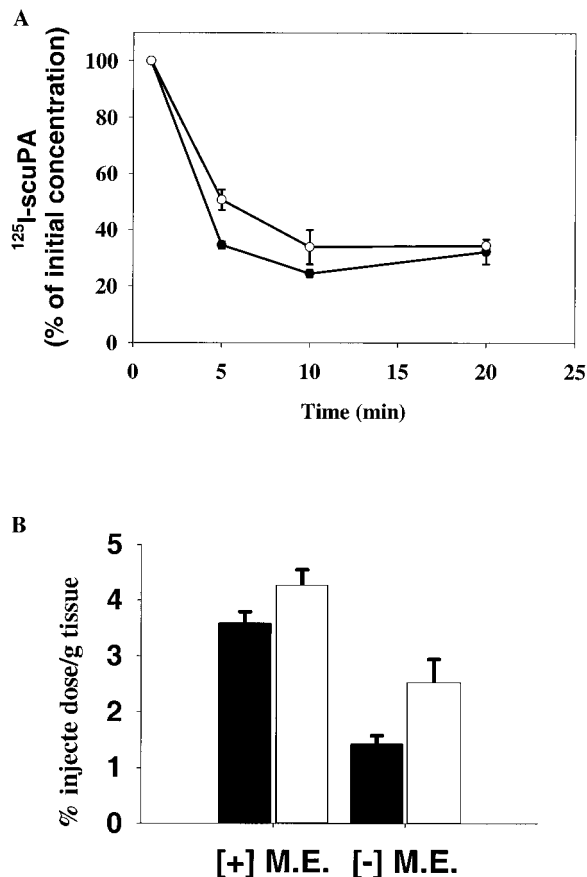 A
¹²⁵I-scuPA
(% of initial concentration)
100
80
60
40
20
0
0 5 10 15 20 25
Time (min)
B
% injecte dose/g tissue
5
4
3
2
1
0
[+] M.E. [-] M.E.